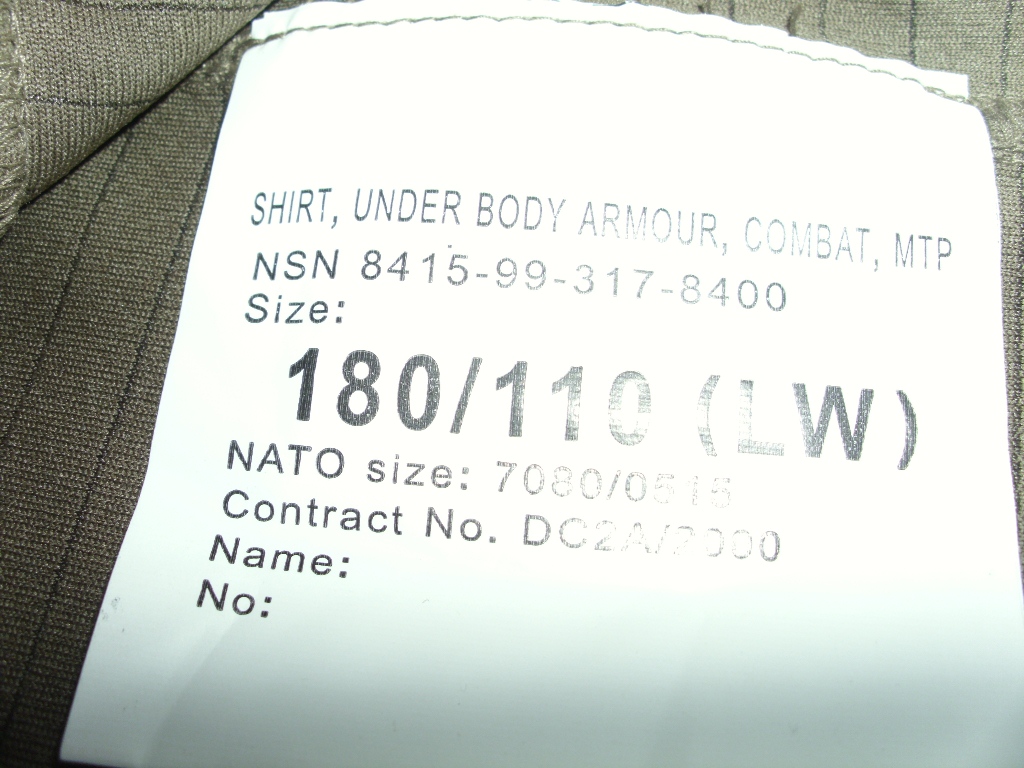 SHIRT, UNDER BODY ARMOUR, COMBAT, MTP
NSN 8415-99-317-8400
Size:
180/110 (LW)
NATO size: 7080/0515
Contract No. DC2A/7000
Name:
No: